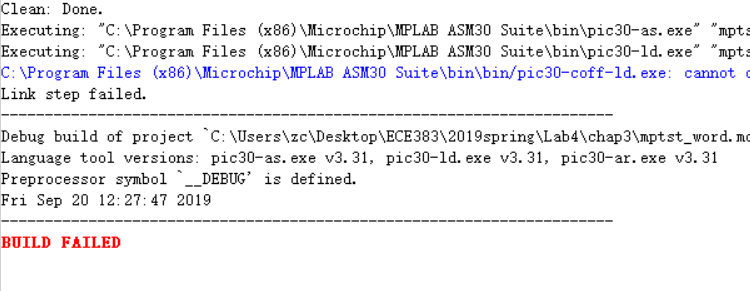 Clean: Done.
Executing: "C:\Program Files (x86)\Microchip\MPLAB ASM30 Suite\bin\pic30-as.exe" "mpts
Executing: "C:\Program Files (x86)\Microchip\MPLAB ASM30 Suite\bin\pic30-ld.exe" "mpts
C:\Program Files (x86)\Microchip\MPLAB ASM30 Suite\bin\bin/pic30-coff-ld.exe: cannot o
Link step failed.
----------------------------------------------------------------------
Debug build of project `C:\Users\zc\Desktop\ECE383\2019spring\Lab4\chap3\mptst_word.mc
Language tool versions: pic30-as.exe v3.31, pic30-ld.exe v3.31, pic30-ar.exe v3.31
Preprocessor symbol `__DEBUG' is defined.
Fri Sep 20 12:27:47 2019
----------------------------------------------------------------------
BUILD FAILED